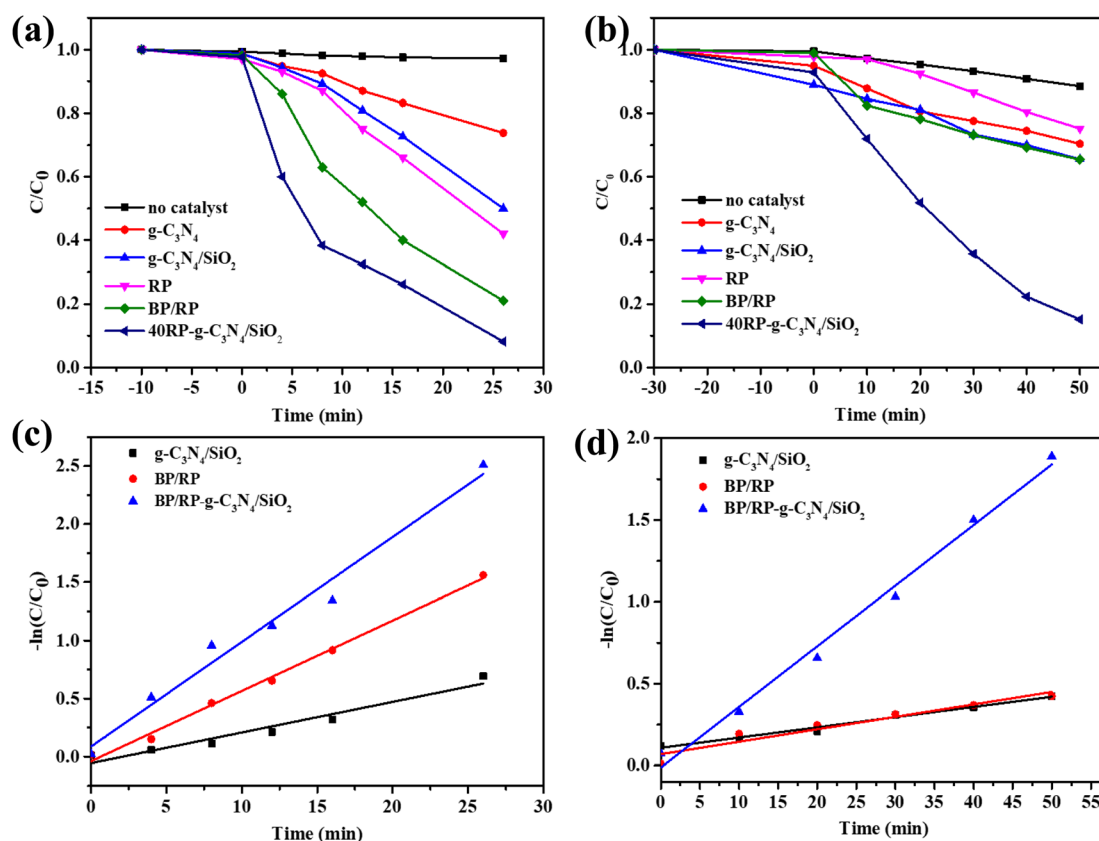 (a)
1.0
0.8
0.6
0.4
0.2
0.0
C/C₀
no catalyst
g-C₃N₄
g-C₃N₄/SiO₂
RP
BP/RP
40RP-g-C₃N₄/SiO₂
-15 -10 -5 0 5 10 15 20 25 30
Time (min)
(b)
1.0
0.8
0.6
0.4
0.2
0.0
C/C₀
no catalyst
g-C₃N₄
g-C₃N₄/SiO₂
RP
BP/RP
40RP-g-C₃N₄/SiO₂
-30 -20 -10 0 10 20 30 40 50
Time (min)
(c)
2.5
2.0
1.5
1.0
0.5
0.0
-ln(C/C₀)
g-C₃N₄/SiO₂
BP/RP
BP/RP-g-C₃N₄/SiO₂
0 5 10 15 20 25 30
Time (min)
(d)
2.0
1.5
1.0
0.5
0.0
-ln(C/C₀)
g-C₃N₄/SiO₂
BP/RP
BP/RP-g-C₃N₄/SiO₂
0 5 10 15 20 25 30 35 40 45 50 55
Time (min)